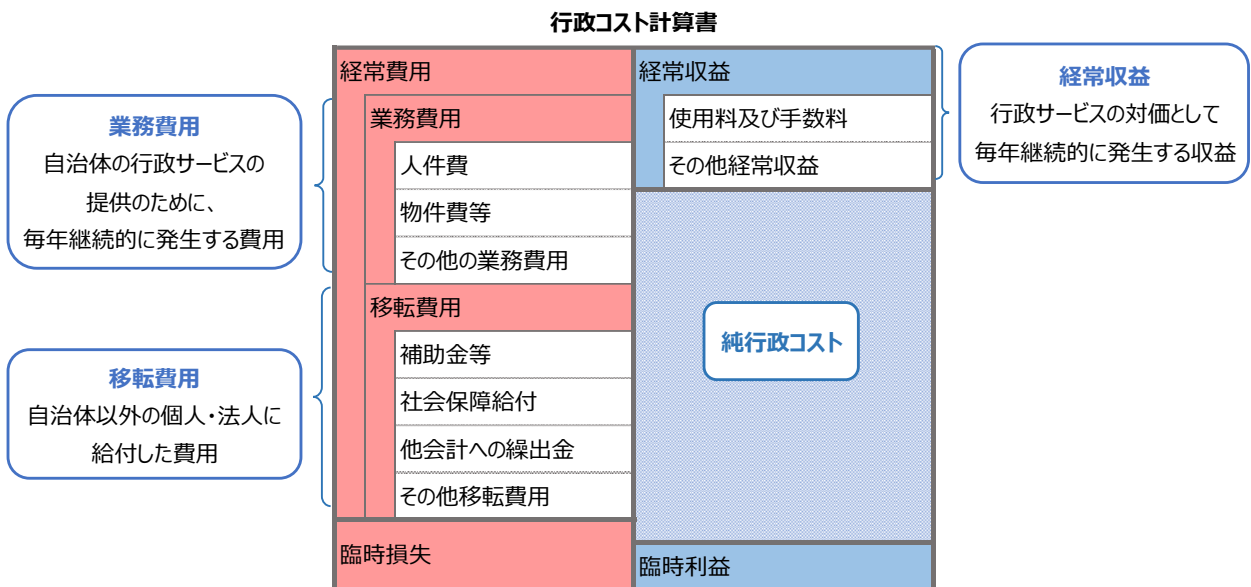 行政コスト計算書
業務費用
自治体の行政サービスの
提供のために、
毎年継続的に発生する費用
移転費用
自治体以外の個人・法人に
給付した費用
経常費用
業務費用
人件費
物件費等
その他の業務費用
移転費用
補助金等
社会保障給付
他会計への繰出金
その他移転費用
臨時損失
経常収益
使用料及び手数料
その他経常収益
純行政コスト
臨時利益
経常収益
行政サービスの対価として
毎年継続的に発生する収益